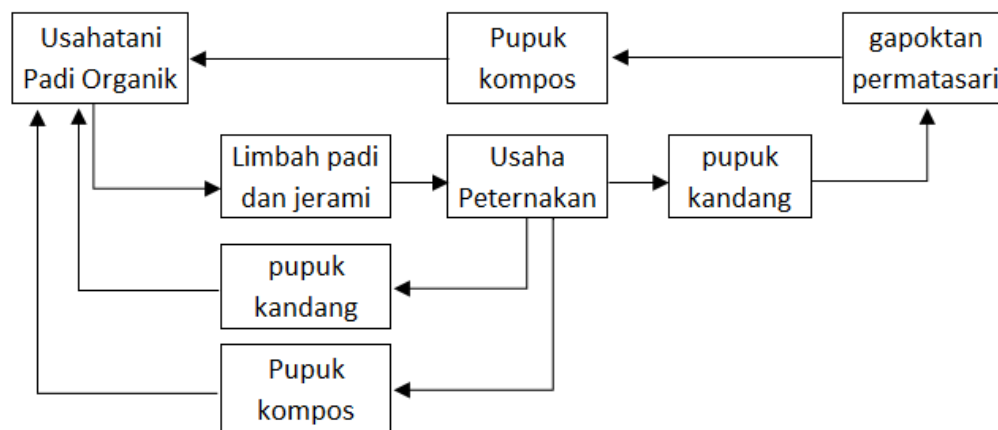 Usahatani
Padi Organik
Pupuk
kompos
gapoktan
permatasari
Limbah padi
dan jerami
Usaha
Peternakan
pupuk
kandang
pupuk
kandang
Pupuk
kompos